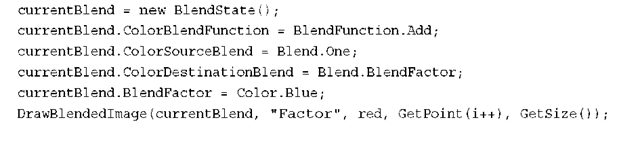 currentBlend = new BlendState();
currentBlend.ColorBlendFunction = BlendFunction.Add;
currentBlend.ColorSourceBlend = Blend.One;
currentBlend.ColorDestinationBlend = Blend.BlendFactor;
currentBlend.BlendFactor = Color.Blue;
DrawBlendedImage(currentBlend, "Factor", red, GetPoint(i++), GetSize());